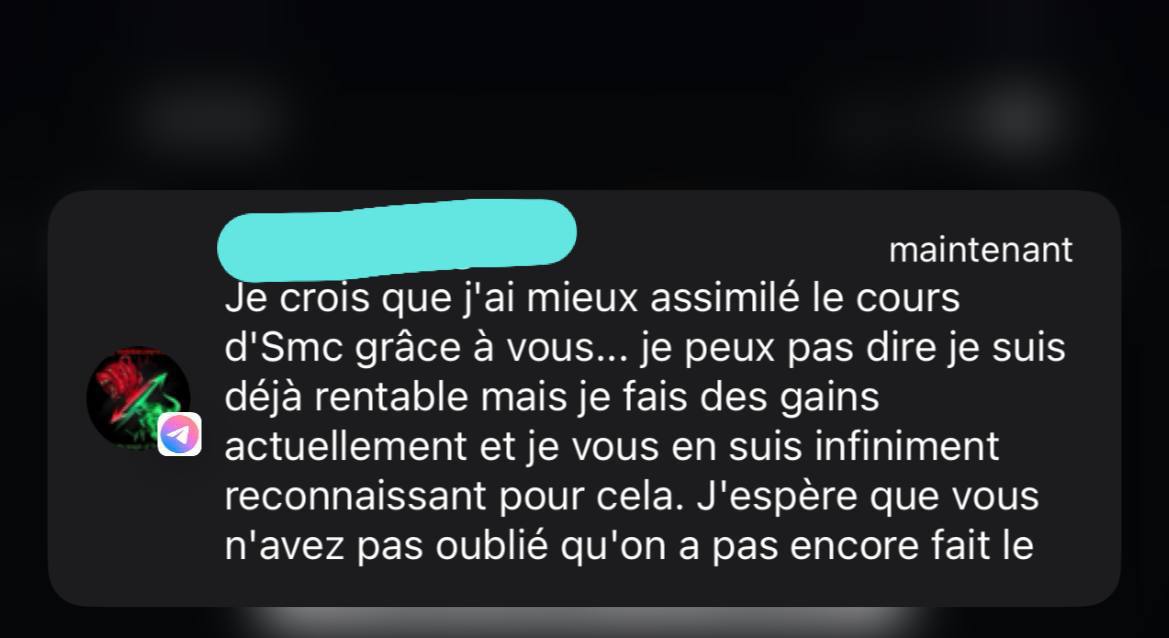 maintenant
Je crois que j'ai mieux assimilé le cours
d'Smc grâce à vous... je peux pas dire je suis
déjà rentable mais je fais des gains
actuellement et je vous en suis infiniment
reconnaissant pour cela. J'espère que vous
n'avez pas oublié qu'on a pas encore fait le